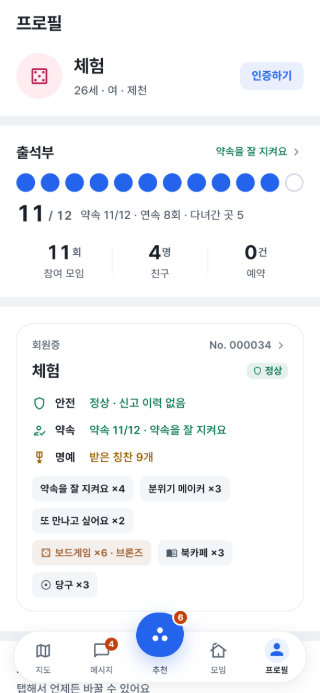 프로필
체험
26세 · 여 · 제천
인증하기
출석부
약속을 잘 지켜요
11 / 12 약속 11/12 · 연속 8회 · 다녀간 곳 5
11회
참여 모임
4명
친구
0건
예약
회원증
No. 000034
체험
정상
안전 정상 · 신고 이력 없음
약속 약속 11/12 · 약속을 잘 지켜요
명예 받은 칭찬 9개
약속을 잘 지켜요 ×4
분위기 메이커 ×3
또 만나고 싶어요 ×2
보드게임 ×6 · 브론즈
북카페 ×3
당구 ×3
지도
4
메시지
6
추천
모임
프로필
탭해서 언제든 바꿀 수 있어요